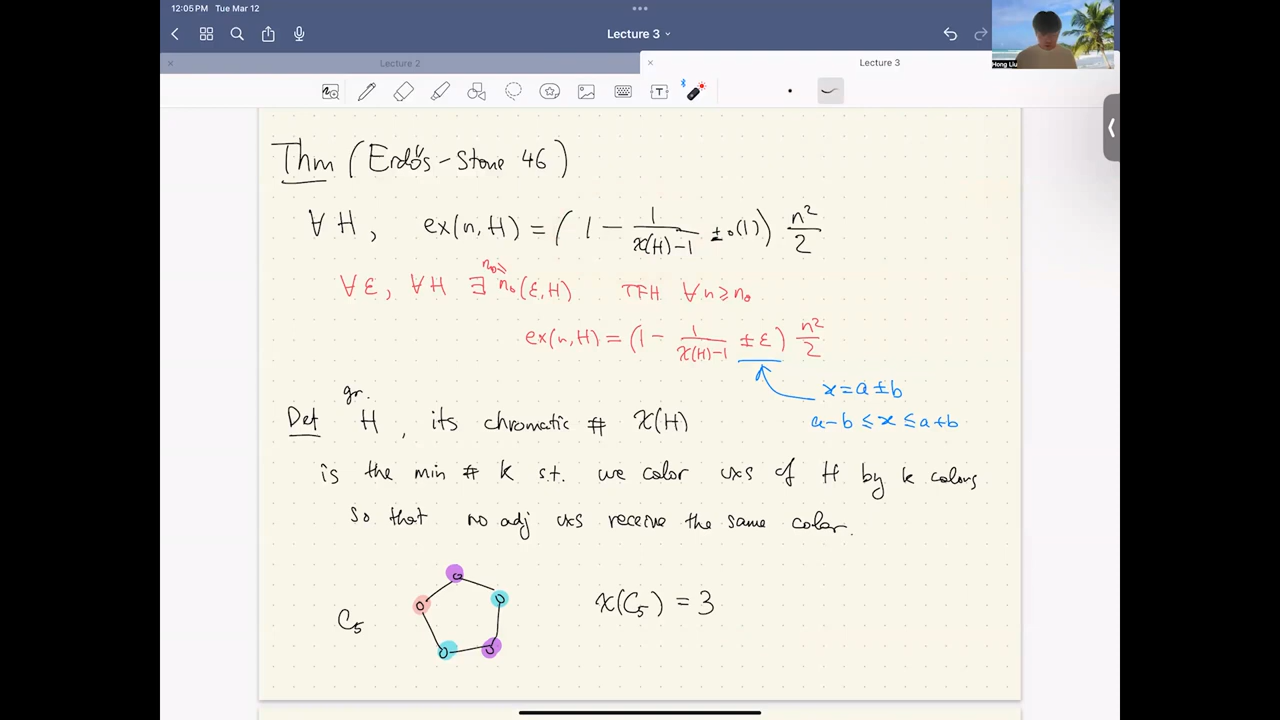 12:05 PM Tue Mar 12
Lecture 3
Hong Liu
Lecture 2
Lecture 3
Thm (Erdős - Stone 46)
∀ H, ex(n, H) = (1 - 1/(χ(H)-1) ± o(1)) n²/2
n₀ ≥
∀ ε, ∀ H ∃ n₀(ε, H) TFH ∀ n ≥ n₀
ex(n, H) = (1 - 1/(χ(H)-1) ± ε) n²/2
x = a ± b
a - b ≤ x ≤ a + b
gr.
Def H, its chromatic # χ(H)
is the min # k s.t. we color vxs of H by k colors
so that no adj vxs receive the same color.
C₅ χ(C₅) = 3